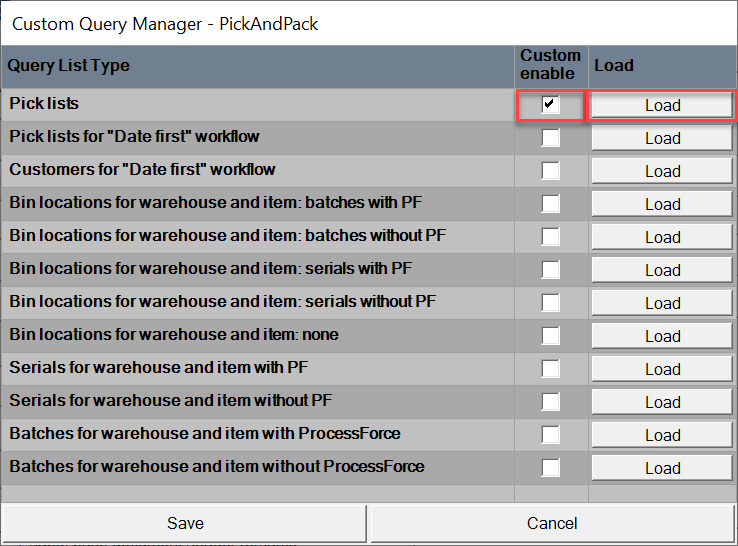 Custom Query Manager - PickAndPack
Query List Type Custom enable Load
Pick lists Load
Pick lists for "Date first" workflow Load
Customers for "Date first" workflow Load
Bin locations for warehouse and item: batches with PF Load
Bin locations for warehouse and item: batches without PF Load
Bin locations for warehouse and item: serials with PF Load
Bin locations for warehouse and item: serials without PF Load
Bin locations for warehouse and item: none Load
Serials for warehouse and item with PF Load
Serials for warehouse and item without PF Load
Batches for warehouse and item with ProcessForce Load
Batches for warehouse and item without ProcessForce Load
Save Cancel